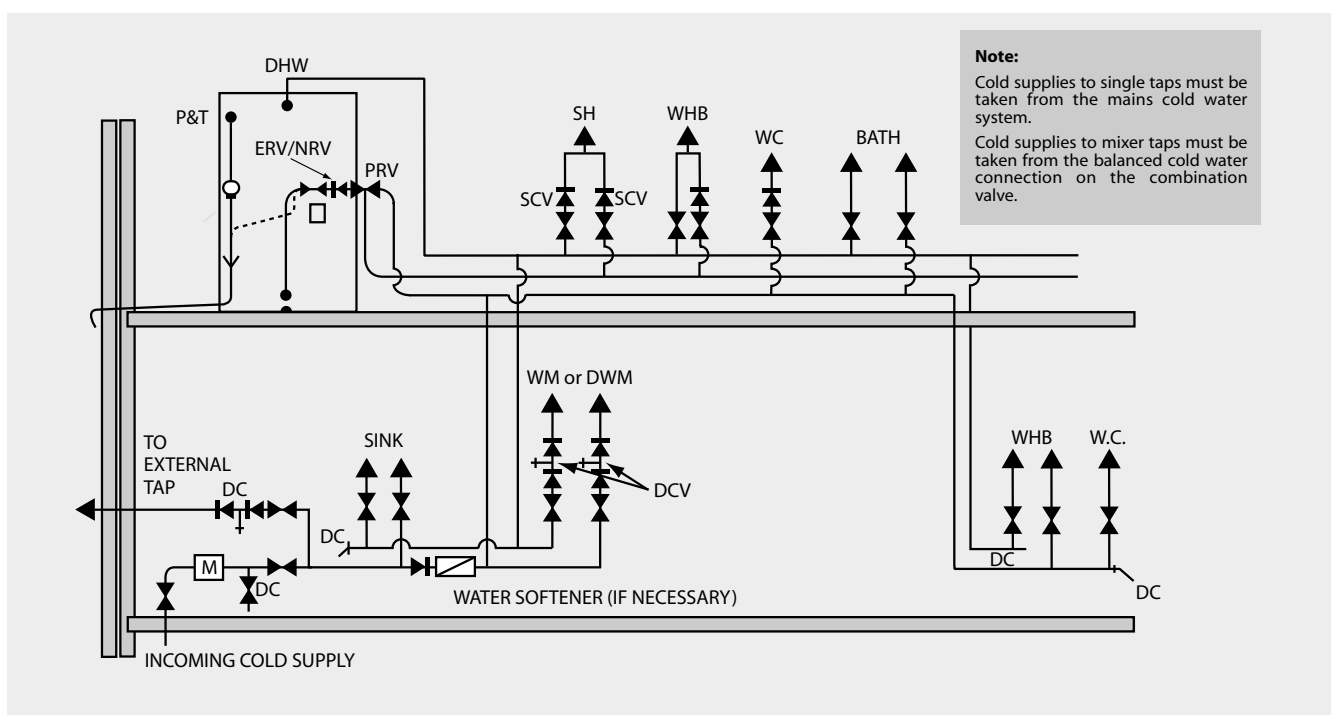 Note:
Cold supplies to single taps must be
taken from the mains cold water
system.
Cold supplies to mixer taps must be
taken from the balanced cold water
connection on the combination
valve.
DHW
P&T
ERV/NRV
PRV
SH
WHB
WC
BATH
SCV
SCV
WM or DWM
TO
EXTERNAL
TAP
SINK
WHB
W.C.
DC
DCV
DC
M
DC
DC
DC
WATER SOFTENER (IF NECESSARY)
INCOMING COLD SUPPLY